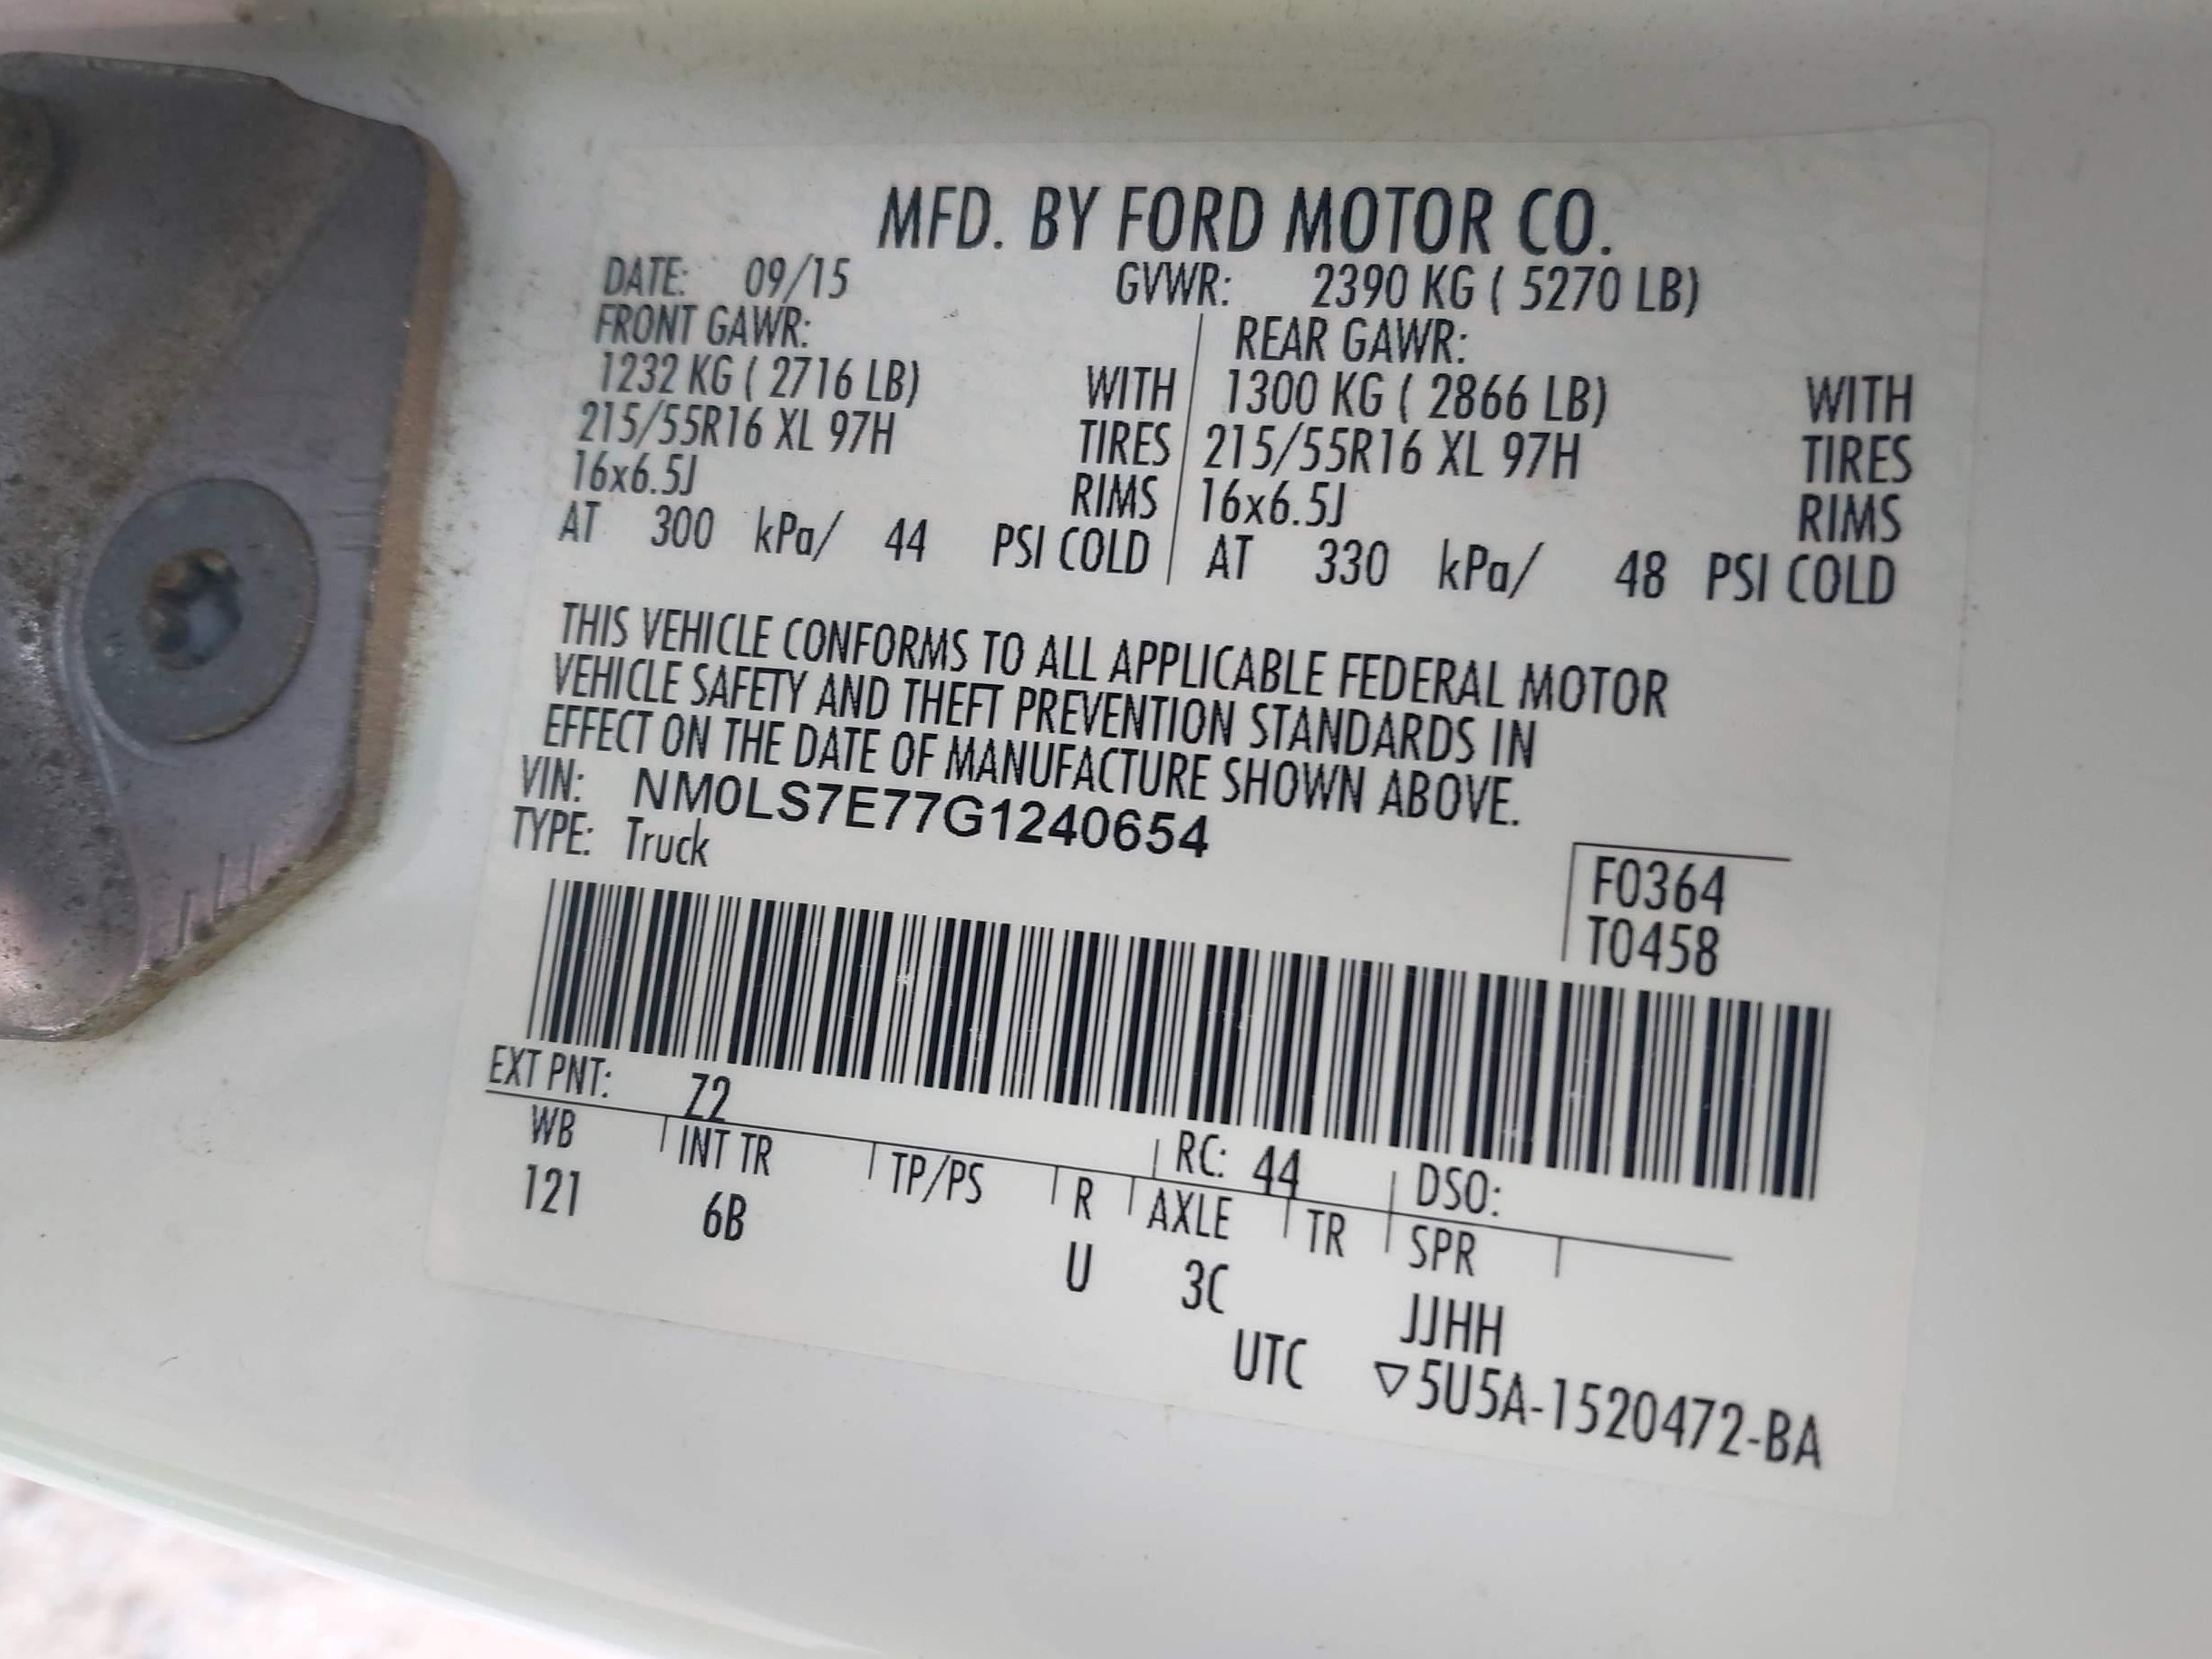 MFD. BY FORD MOTOR CO.
DATE: 09/15 GVWR: 2390 KG ( 5270 LB)
FRONT GAWR: REAR GAWR:
1232 KG ( 2716 LB) WITH 1300 KG ( 2866 LB) WITH
215/55R16 XL 97H TIRES 215/55R16 XL 97H TIRES
16x6.5J RIMS 16x6.5J RIMS
AT 300 kPa/ 44 PSI COLD AT 330 kPa/ 48 PSI COLD
THIS VEHICLE CONFORMS TO ALL APPLICABLE FEDERAL MOTOR
VEHICLE SAFETY AND THEFT PREVENTION STANDARDS IN
EFFECT ON THE DATE OF MANUFACTURE SHOWN ABOVE.
VIN: NM0LS7E77G1240654
TYPE: Truck
F0364
T0458
EXT PNT: Z2 RC: 44 DSO:
WB INT TR TP/PS R AXLE TR SPR
121 6B U 3C JJHH
UTC ▽5U5A-1520472-BA